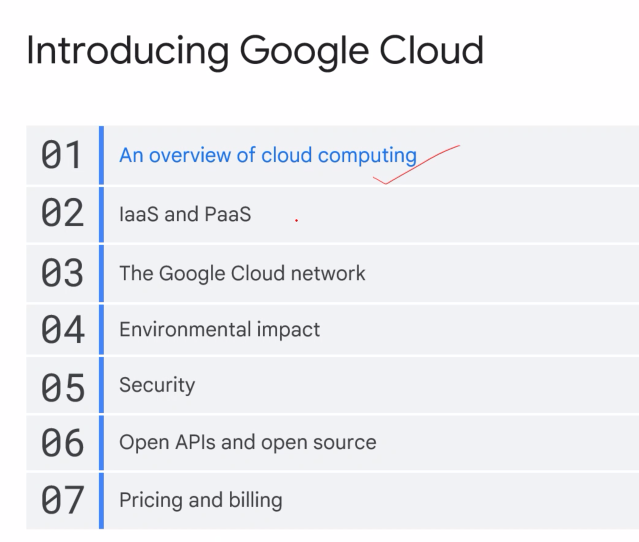 Introducing Google Cloud
01 An overview of cloud computing
02 IaaS and PaaS
03 The Google Cloud network
04 Environmental impact
05 Security
06 Open APIs and open source
07 Pricing and billing